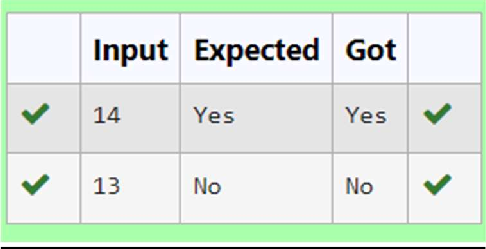 Input Expected Got
14 Yes Yes
13 No No